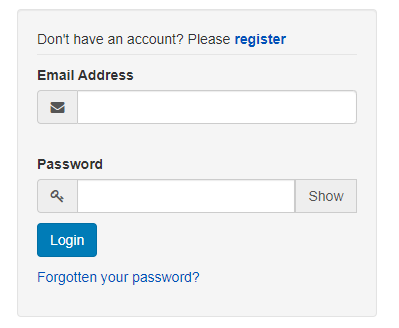 Don't have an account? Please register
Email Address
Password
Show
Login
Forgotten your password?